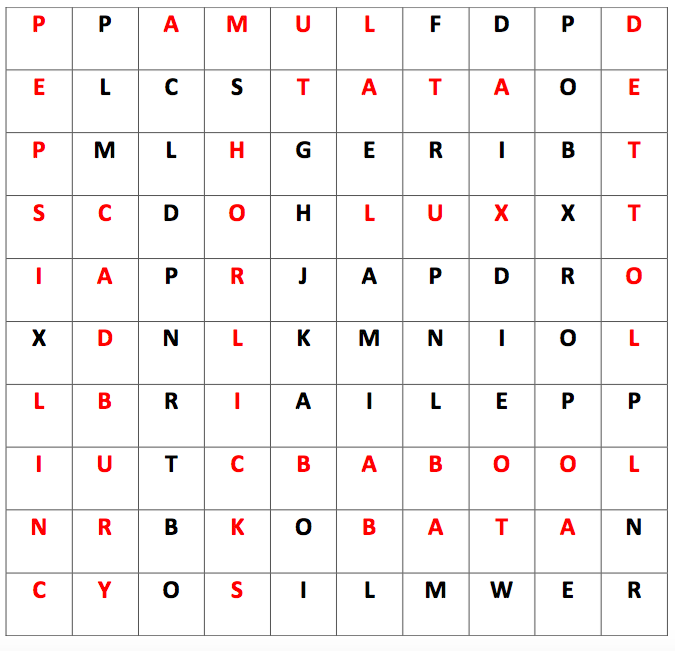 P P A M U L F D P D
E L C S T A T A O E
P M L H G E R I B T
S C D O H L U X X T
I A P R J A P D R O
X D N L K M N I O L
L B R I A I L E P P
I U T C B A B O O L
N R B K O B A T A N
C Y O S I L M W E R